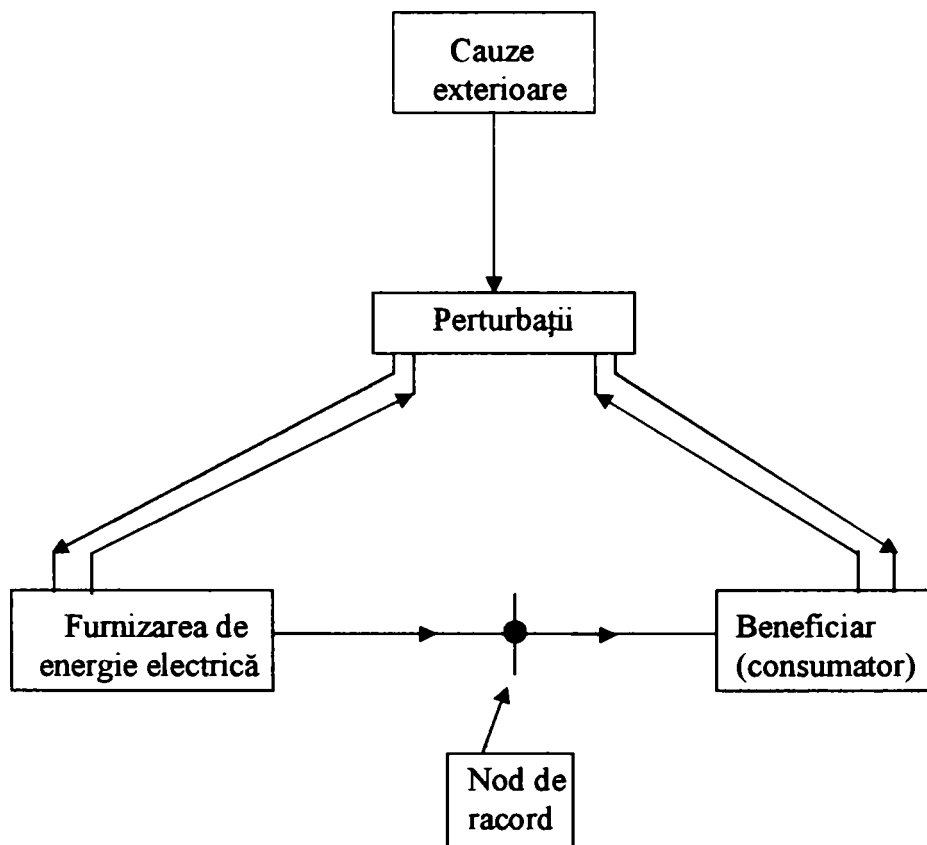 Cauze
exterioare
Perturbații
Furnizarea de
energie electrică
Beneficiar
(consumator)
Nod de
racord